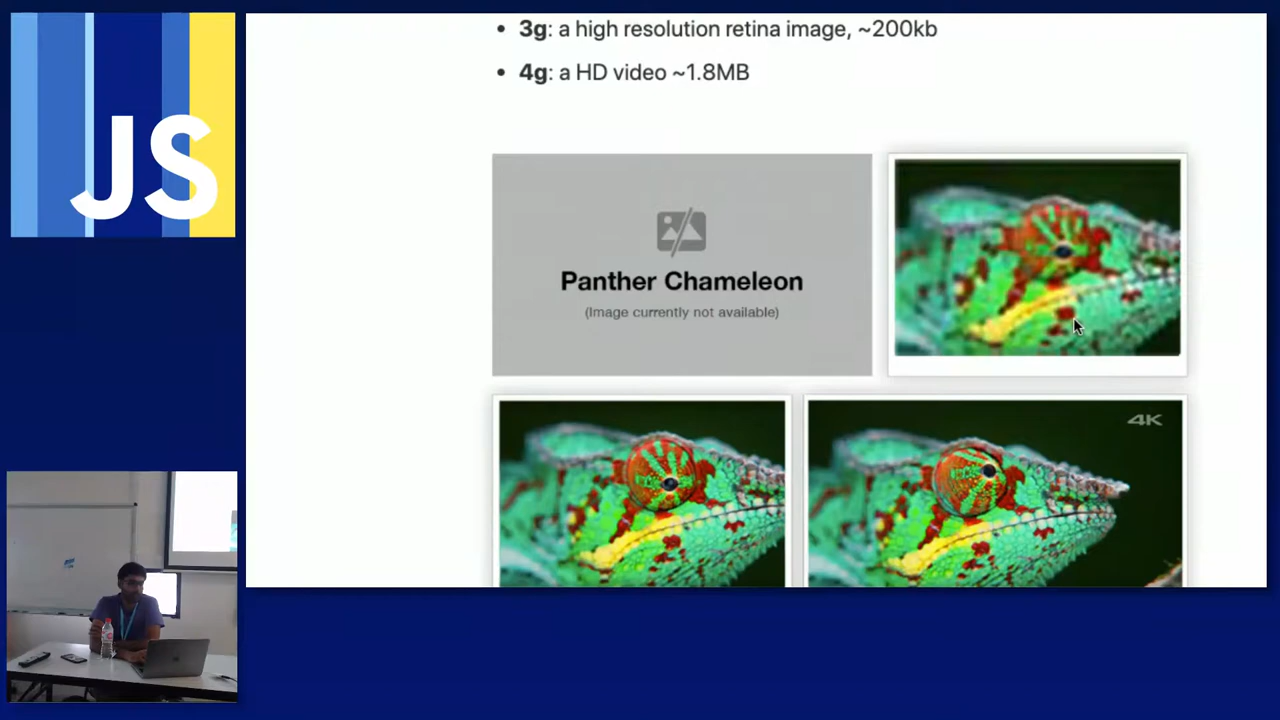 JS
3g: a high resolution retina image, ~200kb
4g: a HD video ~1.8MB
Panther Chameleon
(Image currently not available)
4K